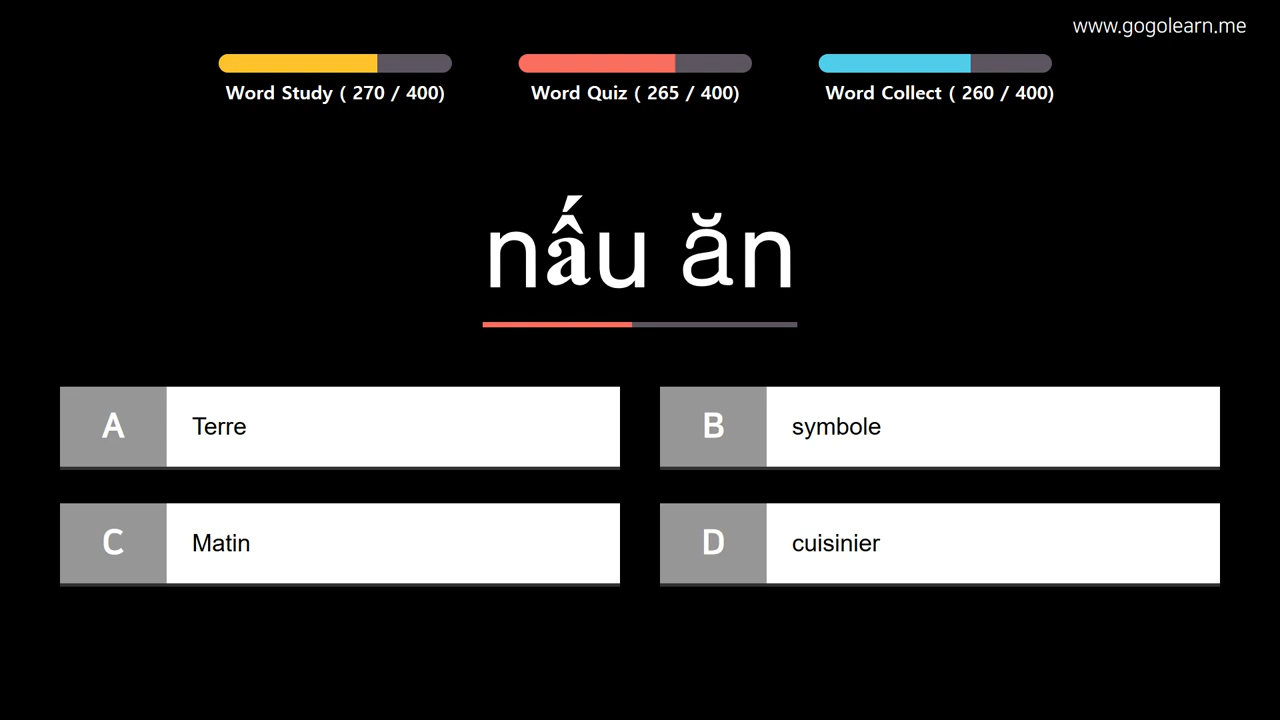 www.gogolearn.me
Word Study ( 270 / 400)
Word Quiz ( 265 / 400)
Word Collect ( 260 / 400)
nấu ăn
A Terre
B symbole
C Matin
D cuisinier